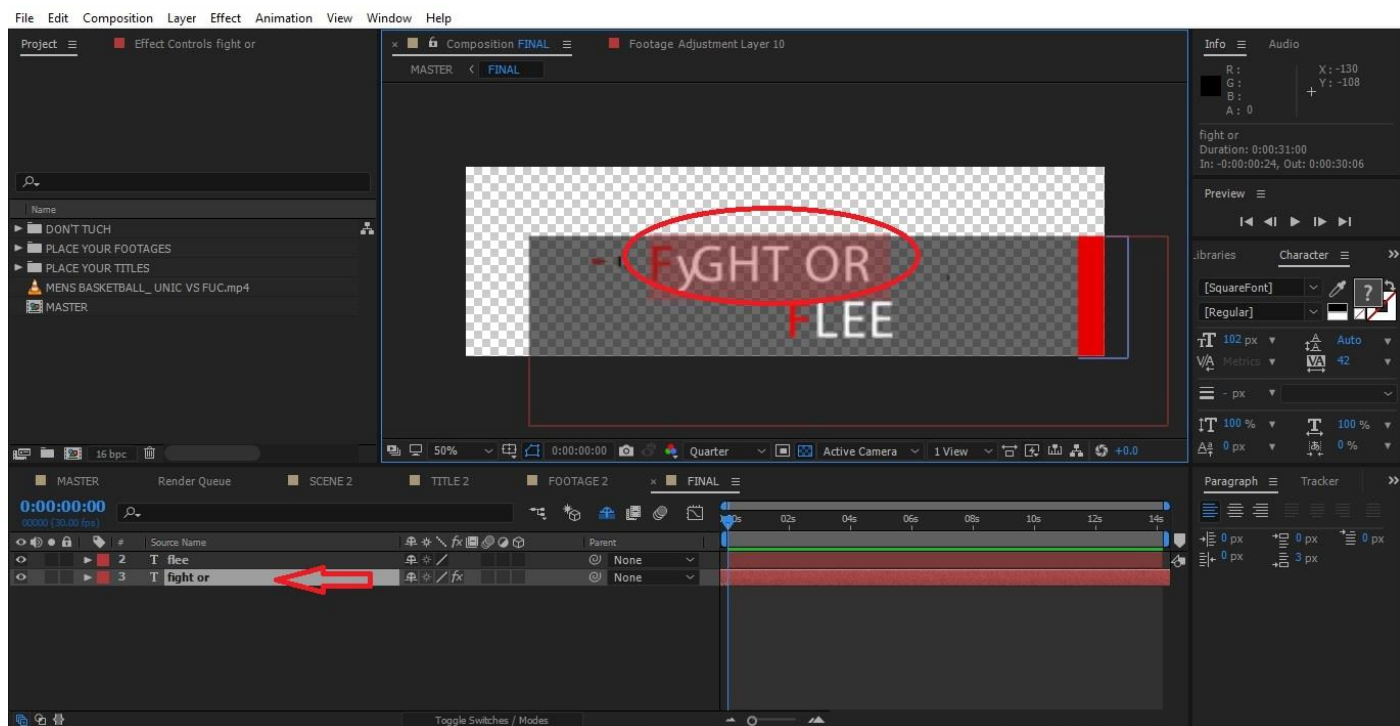 File Edit Composition Layer Effect Animation View Window Help
Project Effect Controls fight or
Composition FINAL Footage Adjustment Layer 10
Info Audio
MASTER FINAL
R: X: -130
G: Y: -108
B:
A: 0
fight or
Duration: 0:00:31:00
In: -0:00:00:24, Out: 0:00:30:06
Preview
Name
DON'T TUCH
PLACE YOUR FOOTAGES
PLACE YOUR TITLES
MENS BASKETBALL_ UNIC VS FUC.mp4
MASTER
FyGHT OR
FLEE
.ibraries Character
[SquareFont]
[Regular]
102 px Auto
Metrics 42
- px
100 % 100 %
0 px 0 %
16 bpc
50% 0:00:00:00 Quarter Active Camera 1 View +0.0
MASTER Render Queue SCENE 2 TITLE 2 FOOTAGE 2 FINAL
Paragraph Tracker
0:00:00:00
00000 (30.00 fps)
02s 04s 06s 08s 10s 12s 14s
# Source Name Parent
2 T flee None
3 T fight or None
0 px 0 px 0 px
0 px 3 px
Toggle Switches / Modes